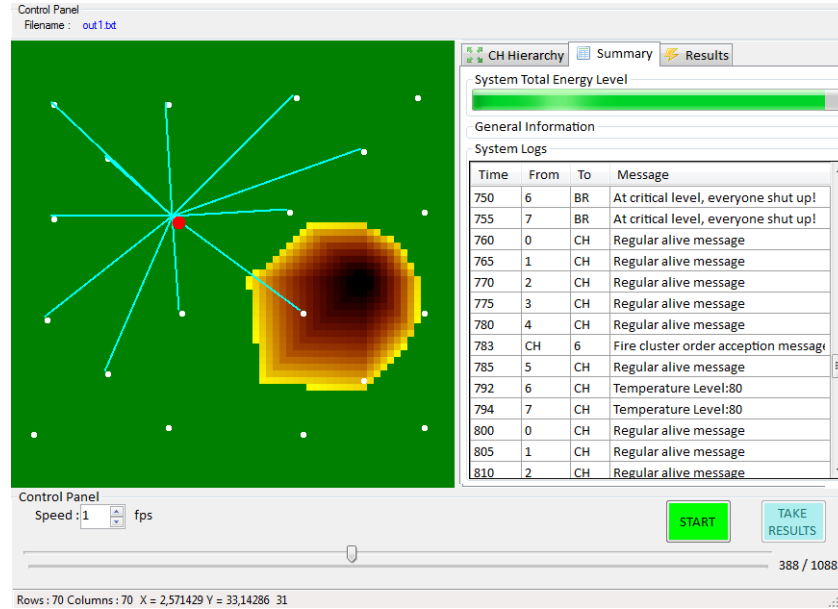 Control Panel
Filename : out1.txt
CH Hierarchy Summary Results
System Total Energy Level
General Information
System Logs
Time From To Message
750 6 BR At critical level, everyone shut up!
755 7 BR At critical level, everyone shut up!
760 0 CH Regular alive message
765 1 CH Regular alive message
770 2 CH Regular alive message
775 3 CH Regular alive message
780 4 CH Regular alive message
783 CH 6 Fire cluster order acception message
785 5 CH Regular alive message
792 6 CH Temperature Level:80
794 7 CH Temperature Level:80
800 0 CH Regular alive message
805 1 CH Regular alive message
810 2 CH Regular alive message
Control Panel
Speed : 1 fps
START
TAKE
RESULTS
388 / 1088
Rows : 70 Columns : 70 X = 2,571429 Y = 33,14286 31